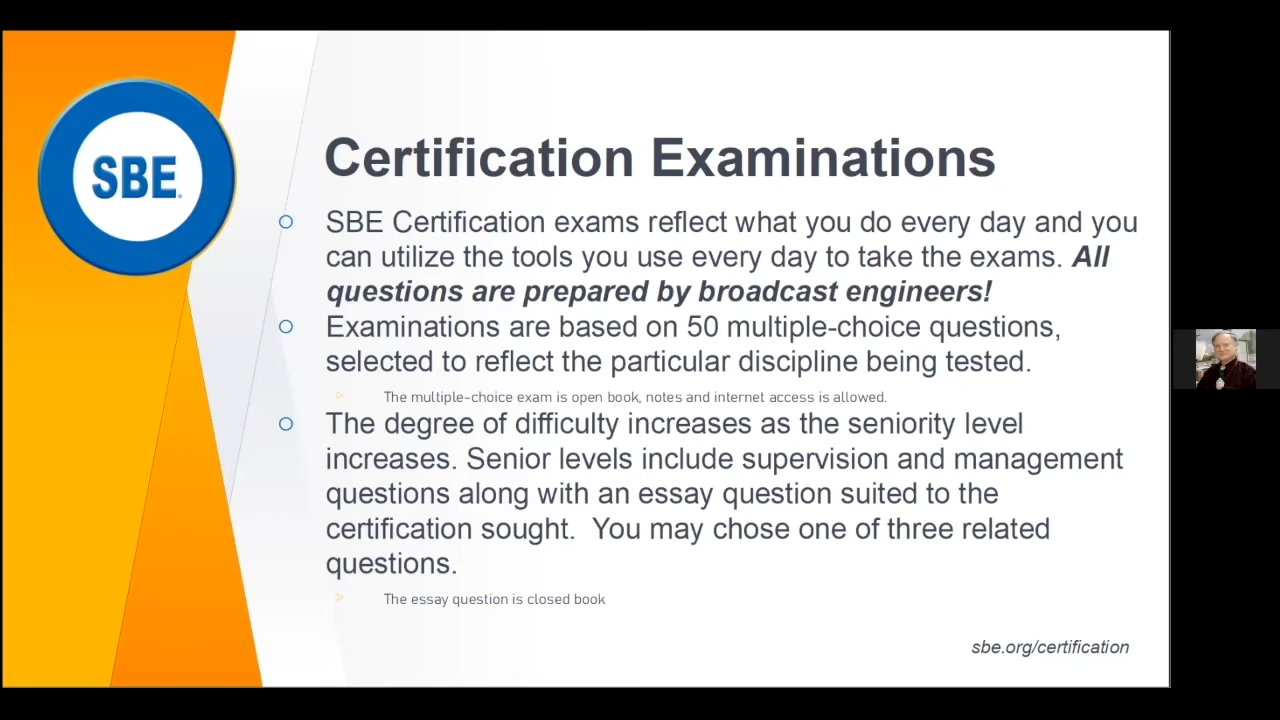 SBE
Certification Examinations
SBE Certification exams reflect what you do every day and you
can utilize the tools you use every day to take the exams. All
questions are prepared by broadcast engineers!
Examinations are based on 50 multiple-choice questions,
selected to reflect the particular discipline being tested.
The multiple-choice exam is open book, notes and internet access is allowed.
The degree of difficulty increases as the seniority level
increases. Senior levels include supervision and management
questions along with an essay question suited to the
certification sought.  You may chose one of three related
questions.
The essay question is closed book
sbe.org/certification